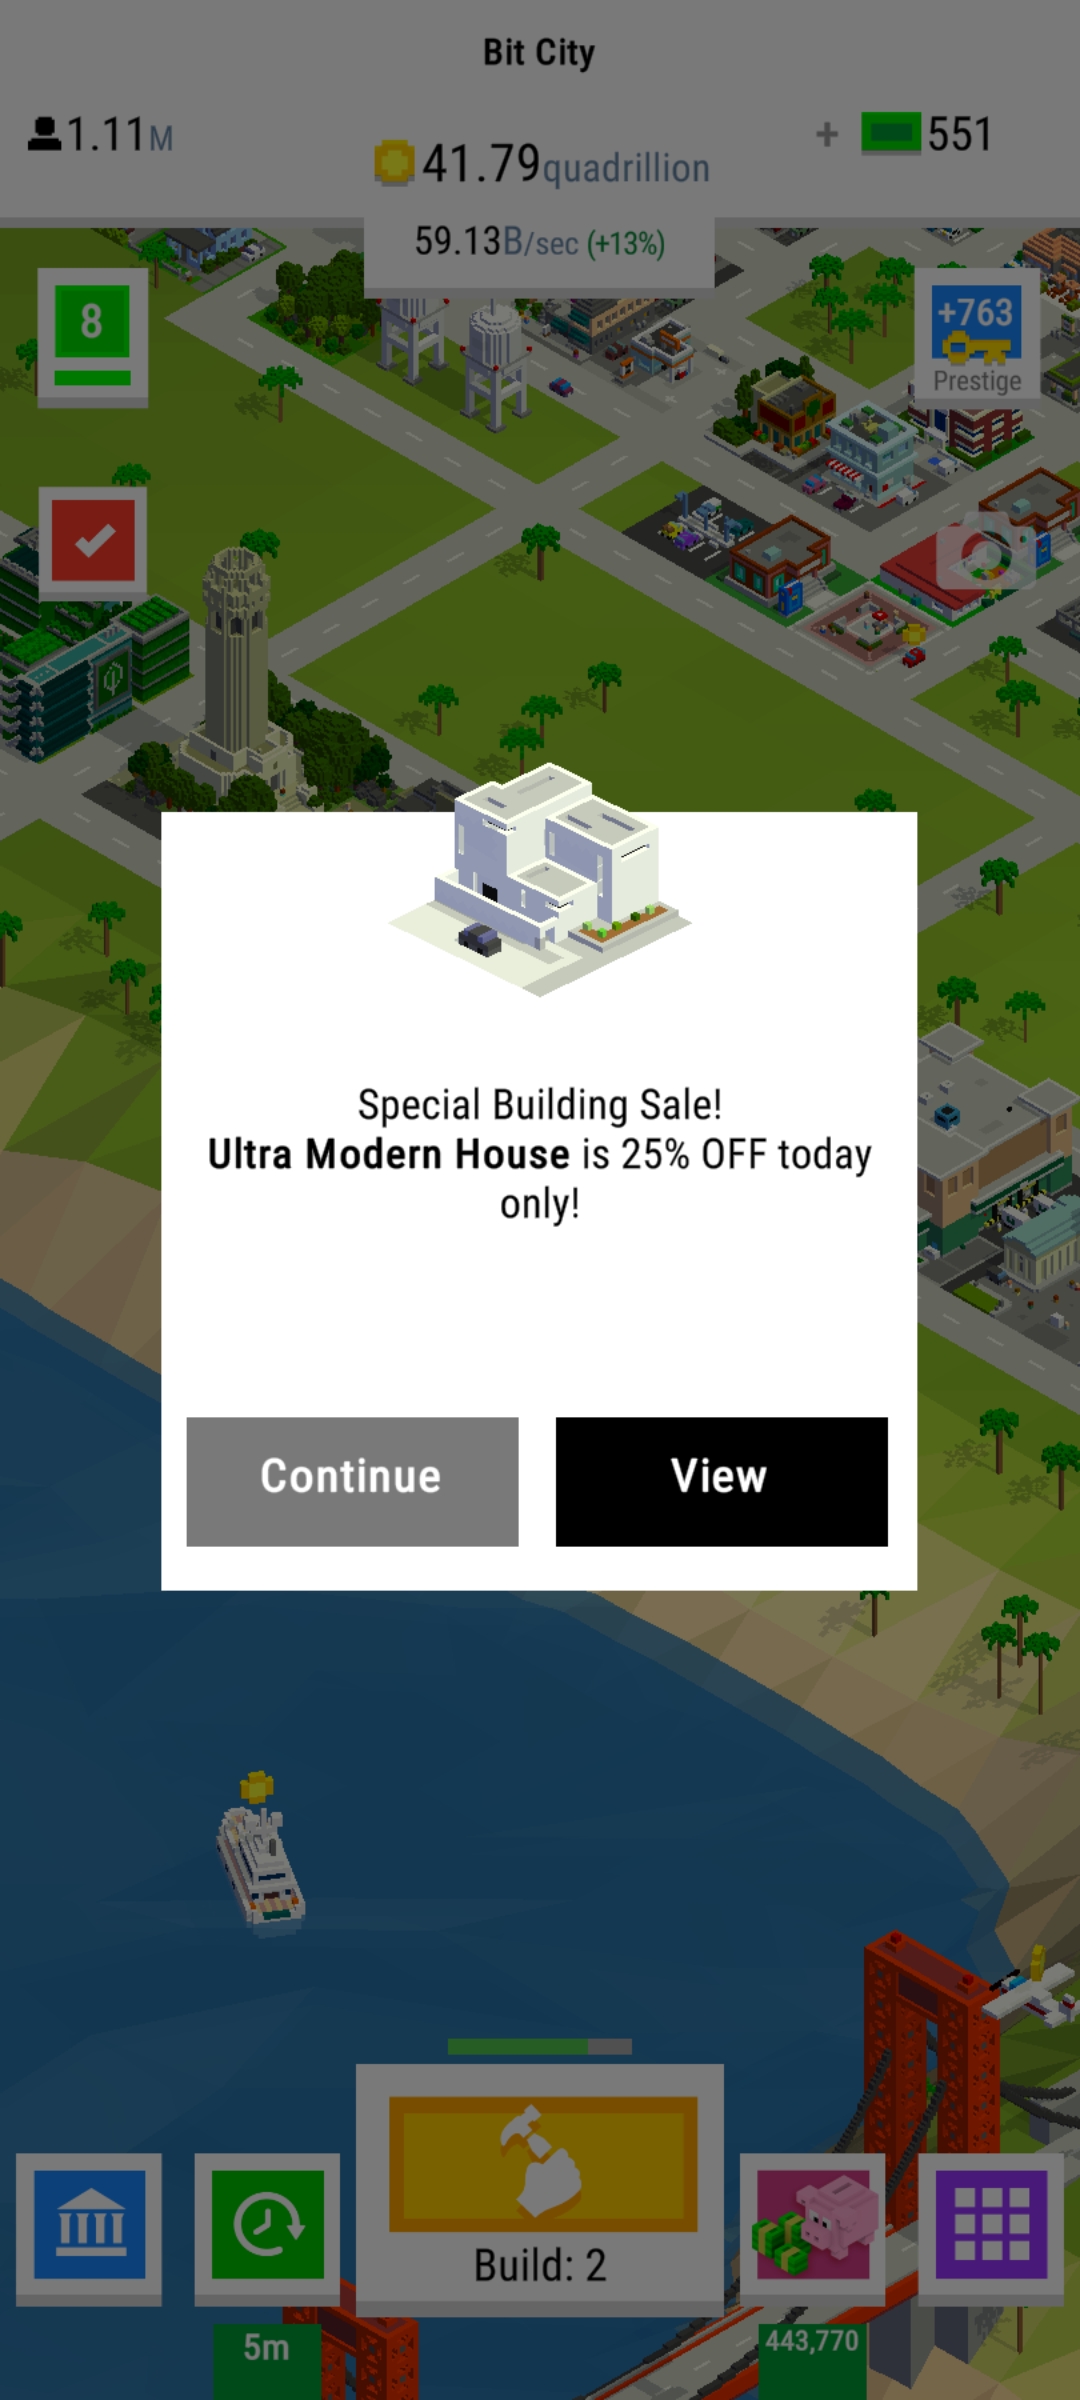 Bit City
1.11M
41.79quadrillion
+ 551
59.13B/sec (+13%)
8
+763
Prestige
Special Building Sale!
Ultra Modern House is 25% OFF today
only!
Continue
View
Build: 2
5m
443,770